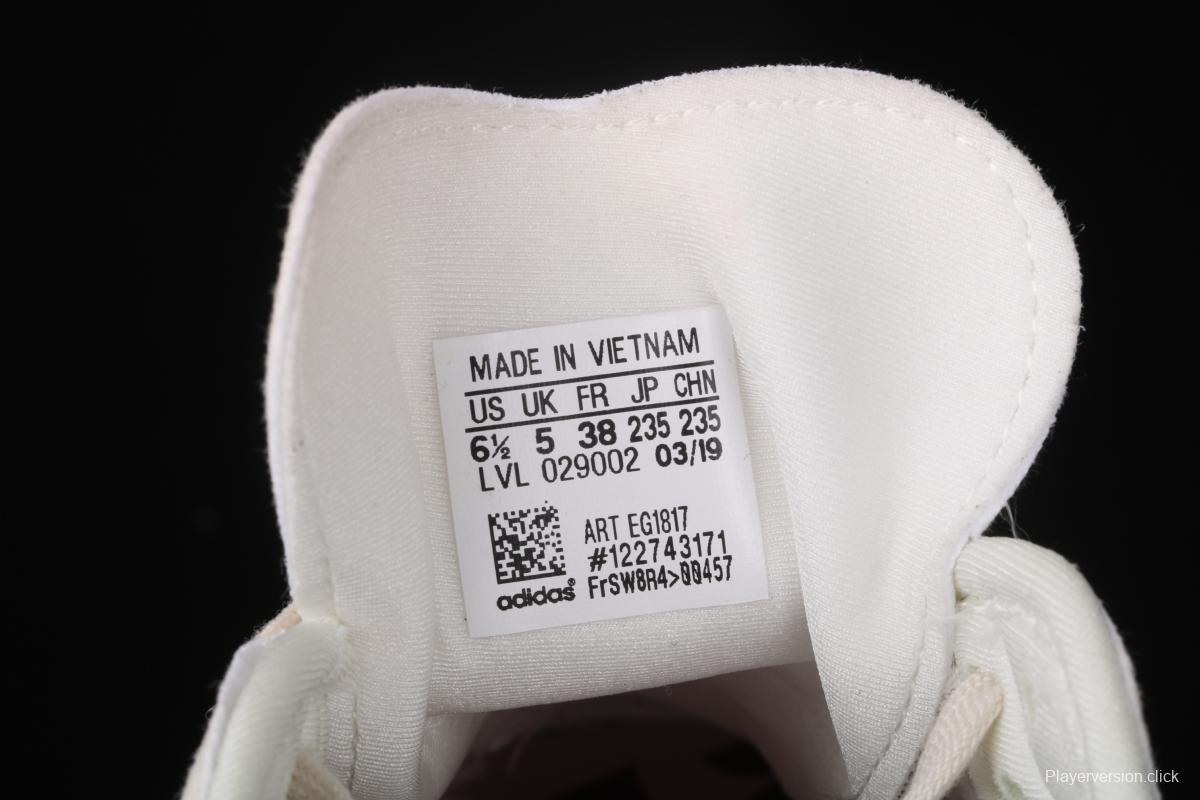 MADE IN VIETNAM
US UK FR JP CHN
6½ 5 38 235 235
LVL 029002 03/19
ART EG1817
#122743171
FrSW8R4>00457
adidas®
Playerversion.click